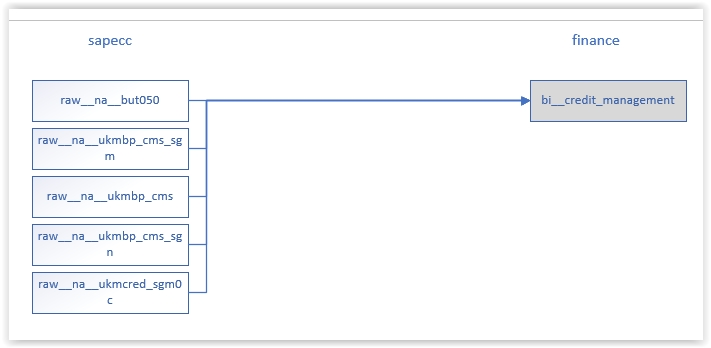 sapecc
finance
raw__na__but050
bi__credit_management
raw__na__ukmbp_cms_sg
m
raw__na__ukmbp_cms
raw__na__ukmbp_cms_sg
n
raw__na__ukmcred_sgm0
c